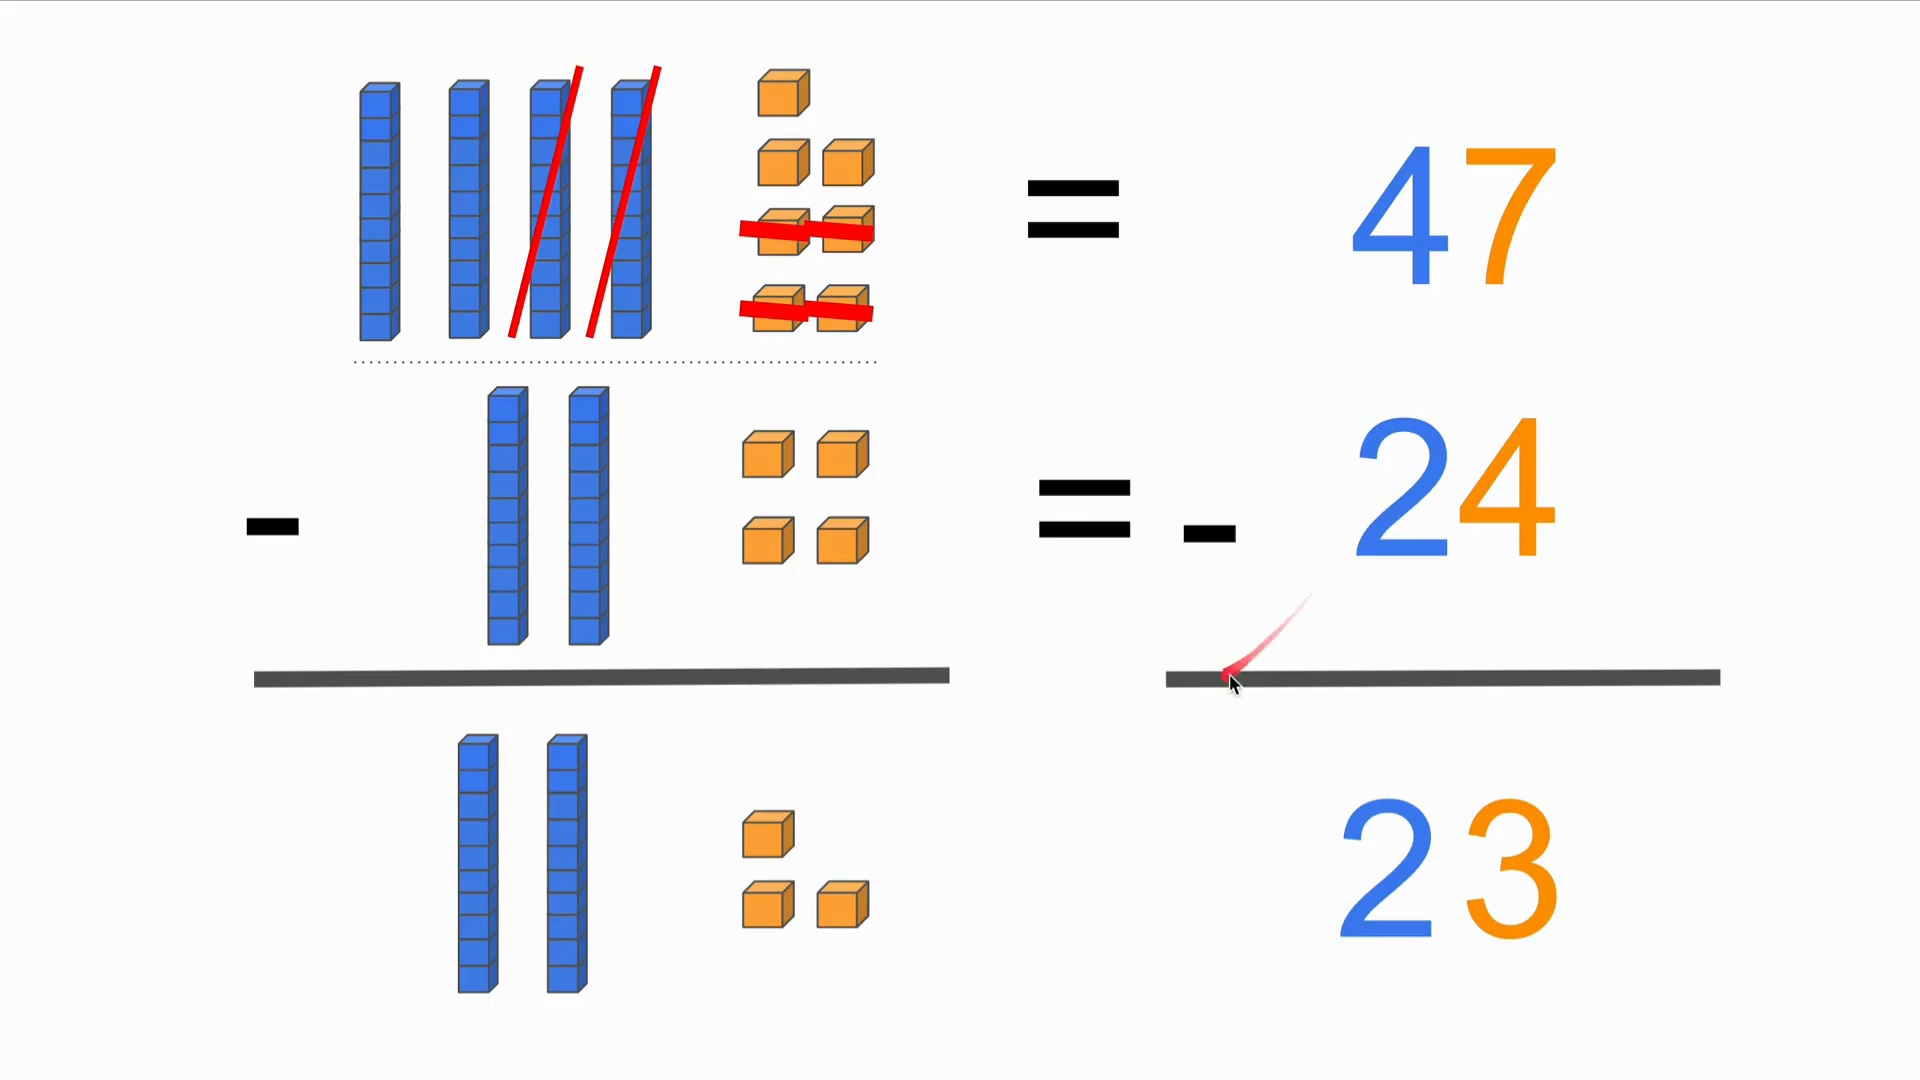 = 47
- = - 24
23